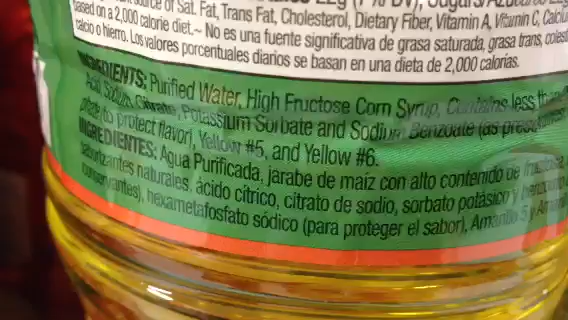 of Sat. Fat, Trans Fat, Cholesterol, Dietary Fiber, Vitamin A, Vitamin C,
based on a 2,000 calorie diet.~ No es una fuente significativa de grasa saturada, grasa trans,
calcio o hierro. Los valores porcentuales diarios se basan en una dieta de 2,000 calorías.
INGREDIENTS: Purified Water, High Fructose Corn Syrup, Contains less
Acid, Sodium Citrate, Potassium Sorbate and Sodium Benzoate (as
to protect flavor), Yellow #5, and Yellow #6.
INGREDIENTES: Agua Purificada, jarabe de maíz con alto contenido de
saborizantes naturales, ácido cítrico, citrato de sodio, sorbato potásico y
conservantes), hexametafosfato sódico (para proteger el sabor), Amarillo 5 y